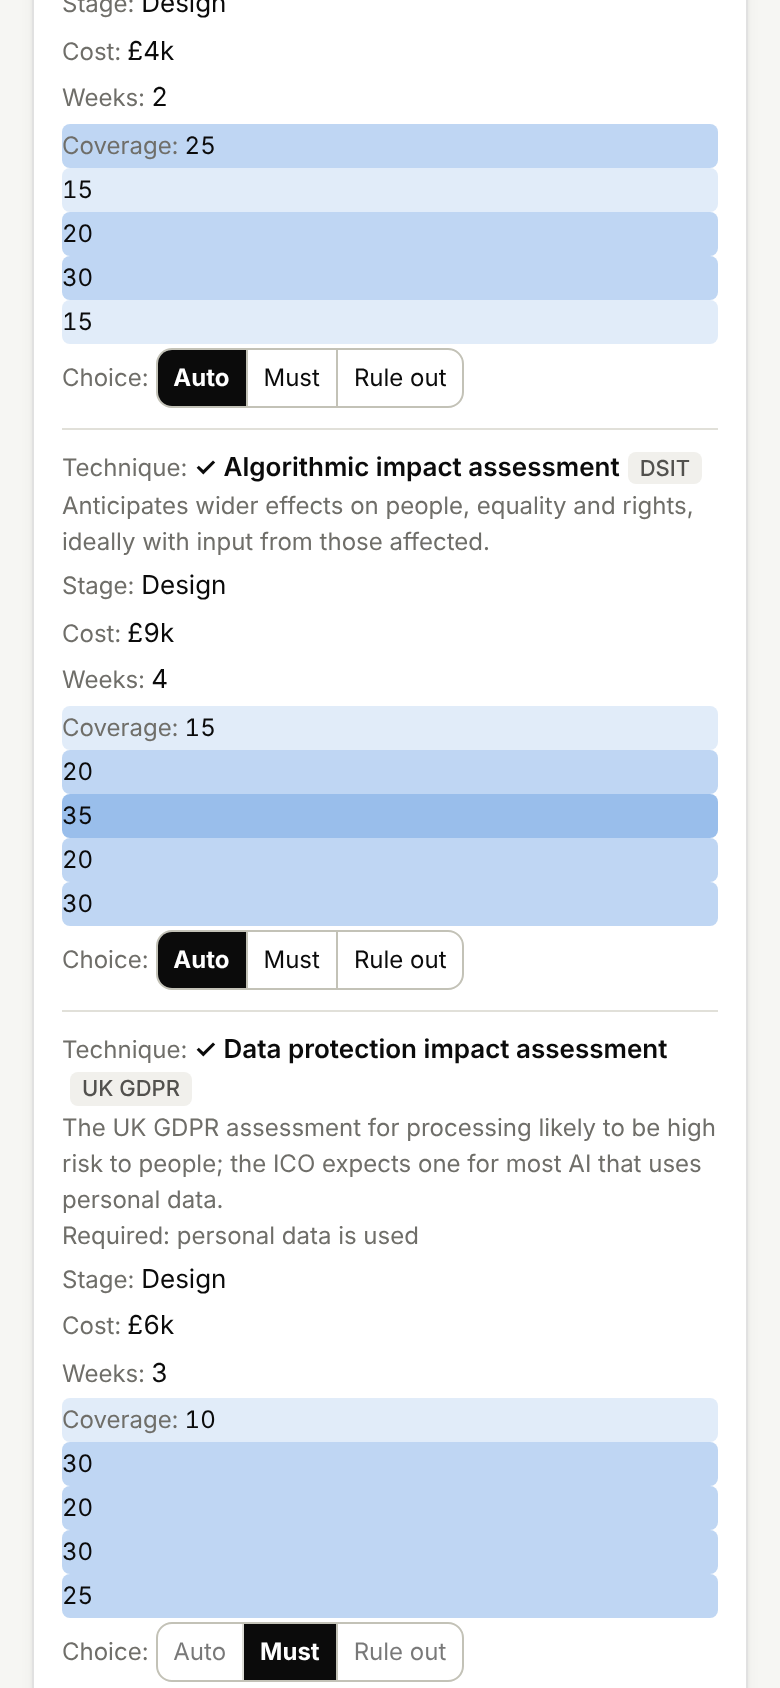 Stage: Design
Cost: £4k
Weeks: 2
Coverage: 25
15
20
30
15
Choice: Auto Must Rule out
Technique: ✓ Algorithmic impact assessment DSIT
Anticipates wider effects on people, equality and rights,
ideally with input from those affected.
Stage: Design
Cost: £9k
Weeks: 4
Coverage: 15
20
35
20
30
Choice: Auto Must Rule out
Technique: ✓ Data protection impact assessment
UK GDPR
The UK GDPR assessment for processing likely to be high
risk to people; the ICO expects one for most AI that uses
personal data.
Required: personal data is used
Stage: Design
Cost: £6k
Weeks: 3
Coverage: 10
30
20
30
25
Choice: Auto Must Rule out